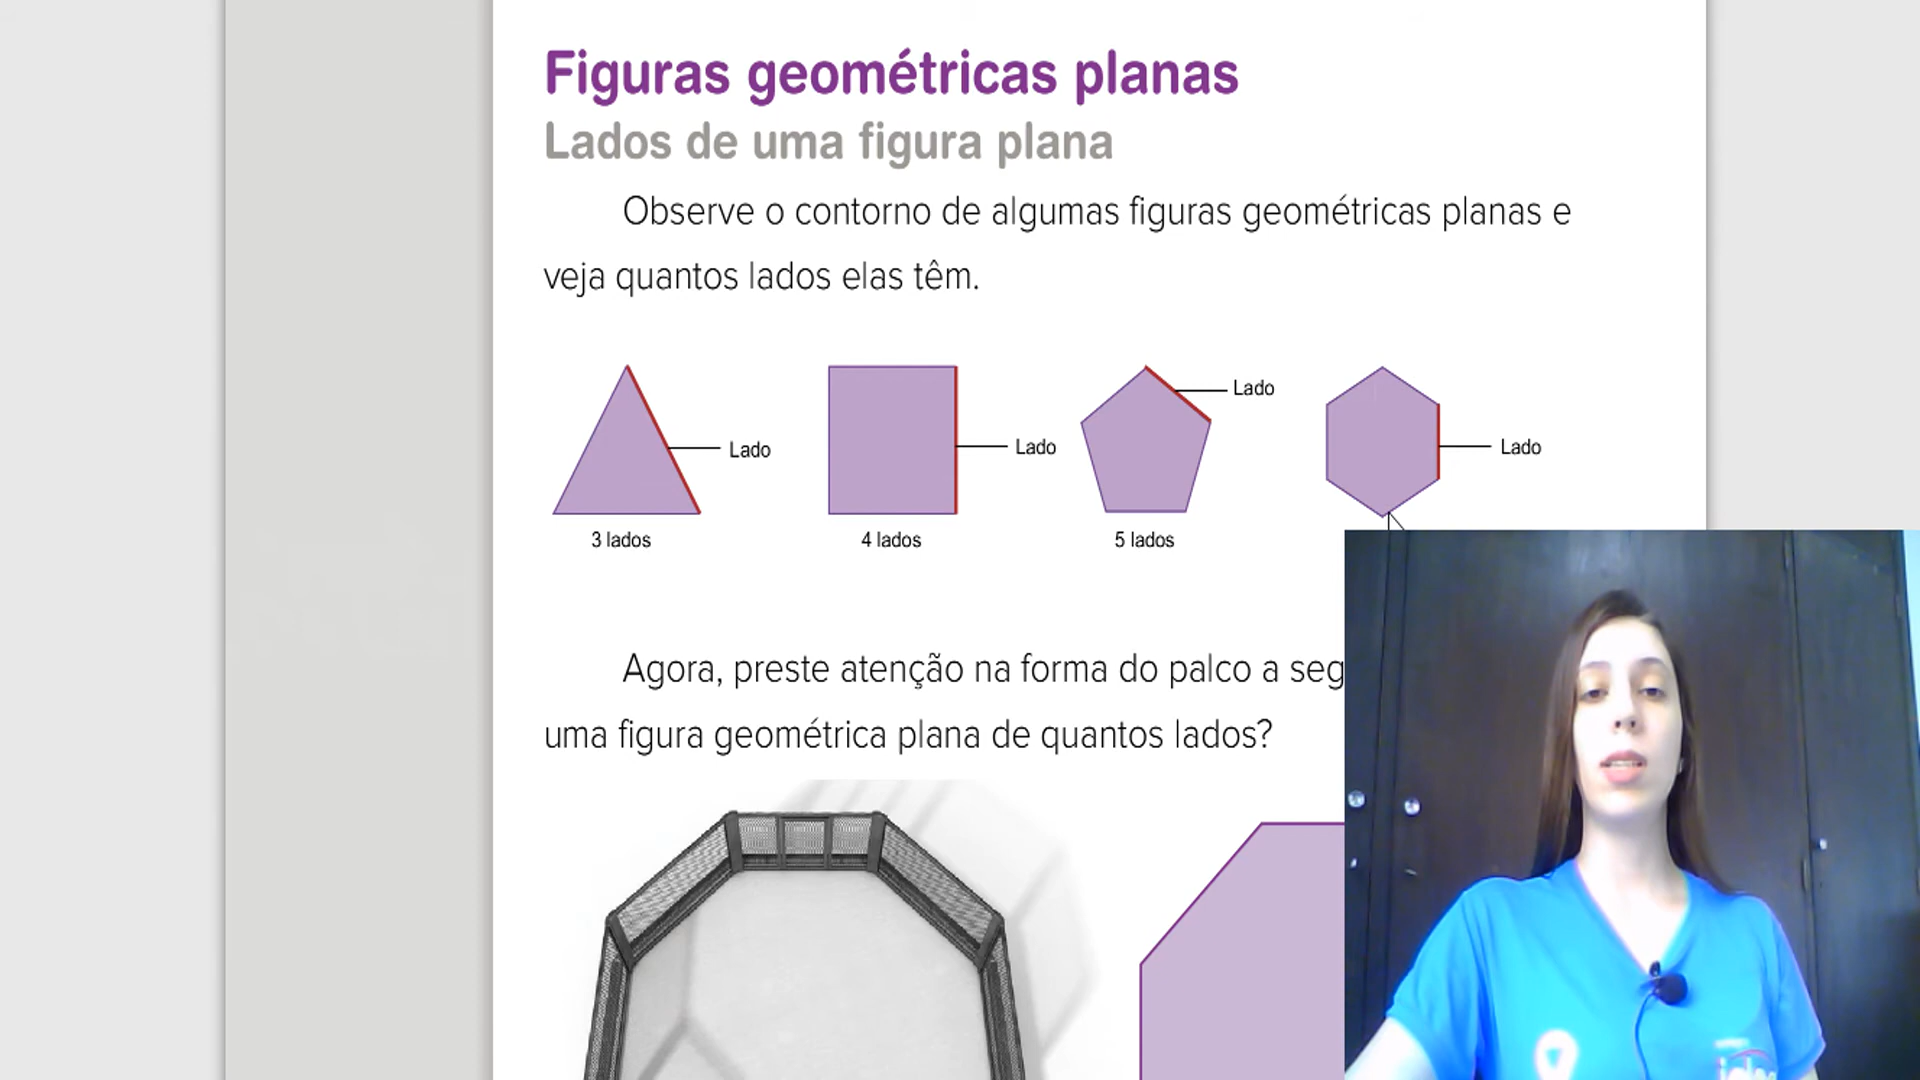 Figuras geométricas planas
Lados de uma figura plana
Observe o contorno de algumas figuras geométricas planas e
veja quantos lados elas têm.
Lado
Lado
Lado
Lado
3 lados
4 lados
5 lados
Agora, preste atenção na forma do palco a
uma figura geométrica plana de quantos lados?